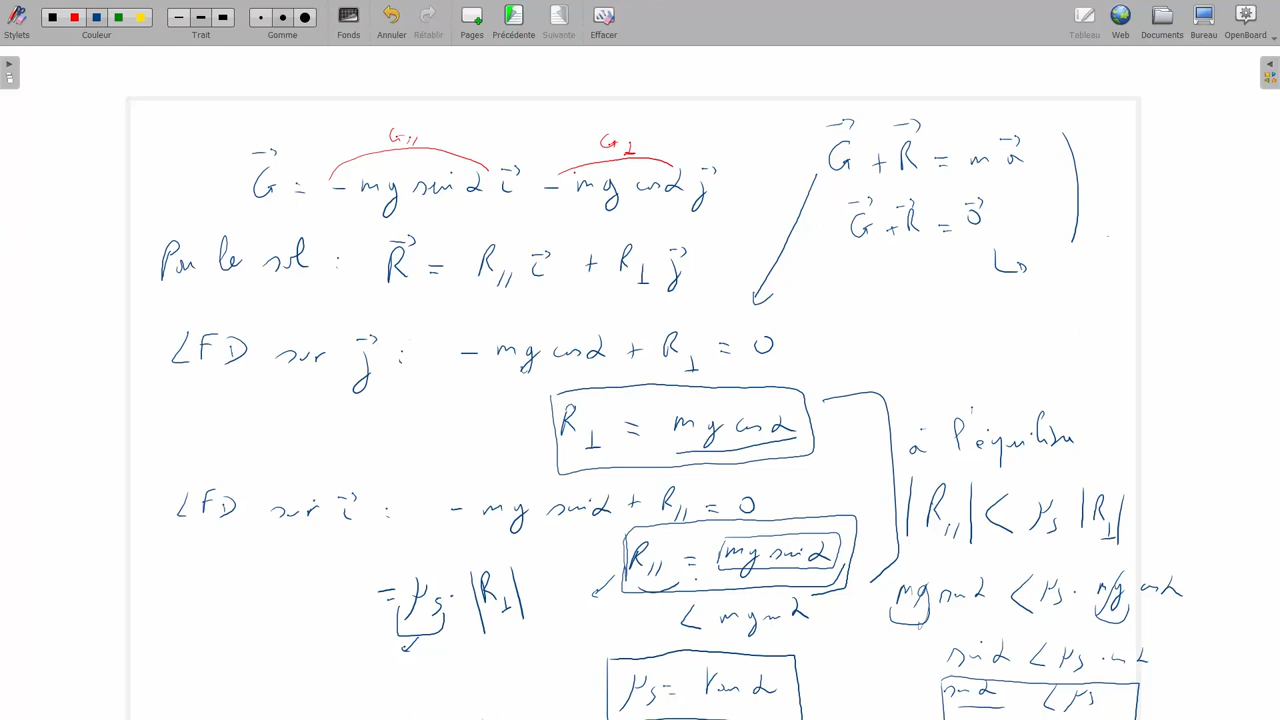 Stylets Couleur Trait Gomme Fonds Annuler Rétablir Pages Précédente Suivante Effacer Tableau Web Documents Bureau OpenBoard
G// G⊥
G⃗ = - mg sin α i⃗ - mg cos α j⃗
G⃗ + R⃗ = m a⃗
G⃗ + R⃗ = 0⃗
Pour le sol : R⃗ = R// i⃗ + R⊥ j⃗
LFD sur j⃗ : - mg cos α + R⊥ = 0
R⊥ = mg cos α
à l'équilibre
|R//| < μs |R⊥|
LFD sur i⃗ : - mg sin α + R// = 0
R// = mg sin α
= μs · |R⊥|
mg sin α < μs · mg cos α
sin α < μs · cos α
μs = tan α
sin α < μs